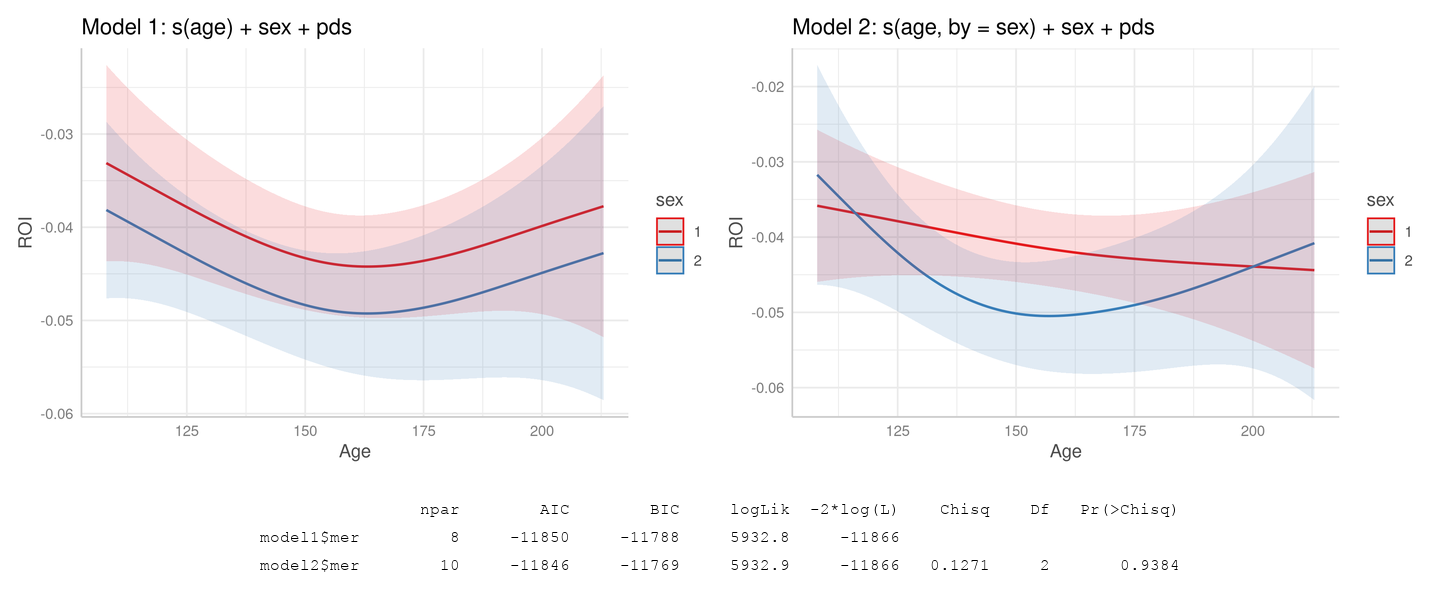 Model 1: s(age) + sex + pds
-0.03
-0.04
-0.05
-0.06
ROI
125 150 175 200
Age
sex
1
2
Model 2: s(age, by = sex) + sex + pds
-0.02
-0.03
-0.04
-0.05
-0.06
ROI
125 150 175 200
Age
sex
1
2
npar AIC BIC logLik -2*log(L) Chisq Df Pr(>Chisq)
model1$mer 8 -11850 -11788 5932.8 -11866
model2$mer 10 -11846 -11769 5932.9 -11866 0.1271 2 0.9384